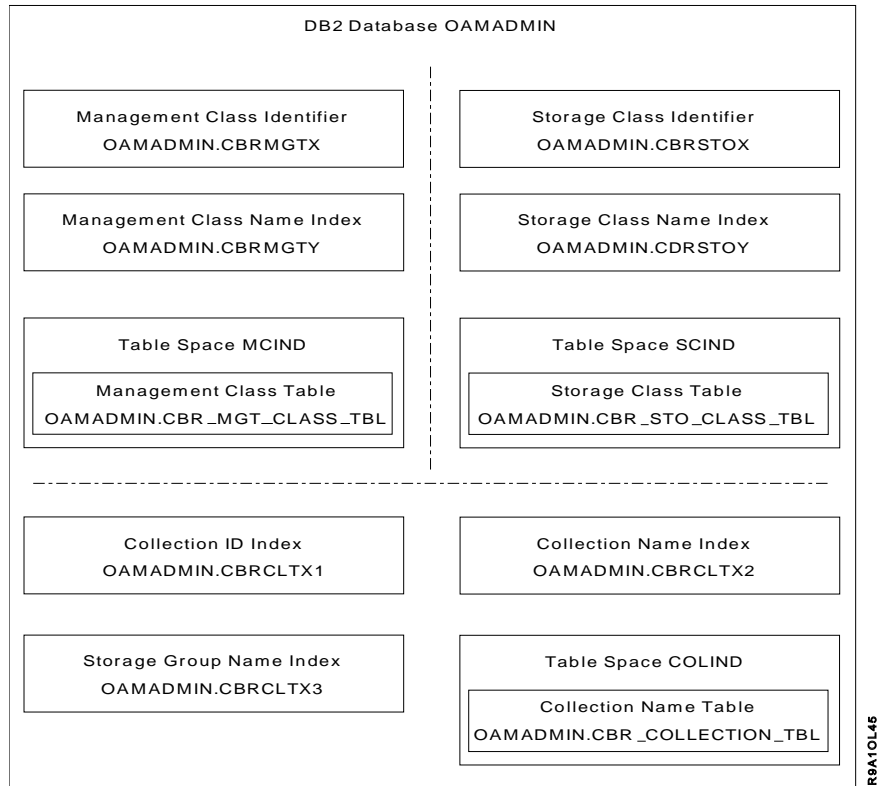 DB2 Database OAMADMIN
Management Class Identifier
OAMADMIN.CBRMGTX
Storage Class Identifier
OAMADMIN.CBRSTOX
Management Class Name Index
OAMADMIN.CBRMGTY
Storage Class Name Index
OAMADMIN.CDRSTOY
Table Space MCIND
Management Class Table
OAMADMIN.CBR_MGT_CLASS_TBL
Table Space SCIND
Storage Class Table
OAMADMIN.CBR_STO_CLASS_TBL
Collection ID Index
OAMADMIN.CBRCLTX1
Collection Name Index
OAMADMIN.CBRCLTX2
Storage Group Name Index
OAMADMIN.CBRCLTX3
Table Space COLIND
Collection Name Table
OAMADMIN.CBR_COLLECTION_TBL
R9A1OL45